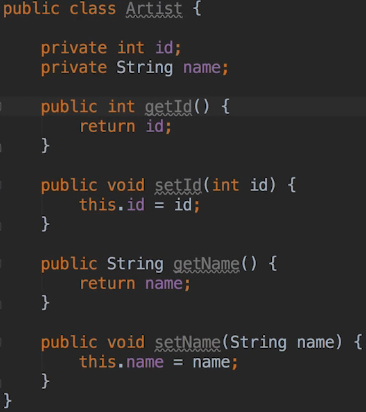 public class Artist {
private int id;
private String name;
public int getId() {
return id;
}
public void setId(int id) {
this.id = id;
}
public String getName() {
return name;
}
public void setName(String name) {
this.name = name;
}
}